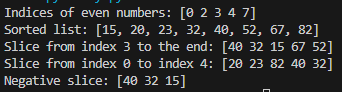 Indices of even numbers: [0 2 3 4 7]
Sorted list: [15, 20, 23, 32, 40, 52, 67, 82]
Slice from index 3 to the end: [40 32 15 67 52]
Slice from index 0 to index 4: [20 23 82 40 32]
Negative slice: [40 32 15]